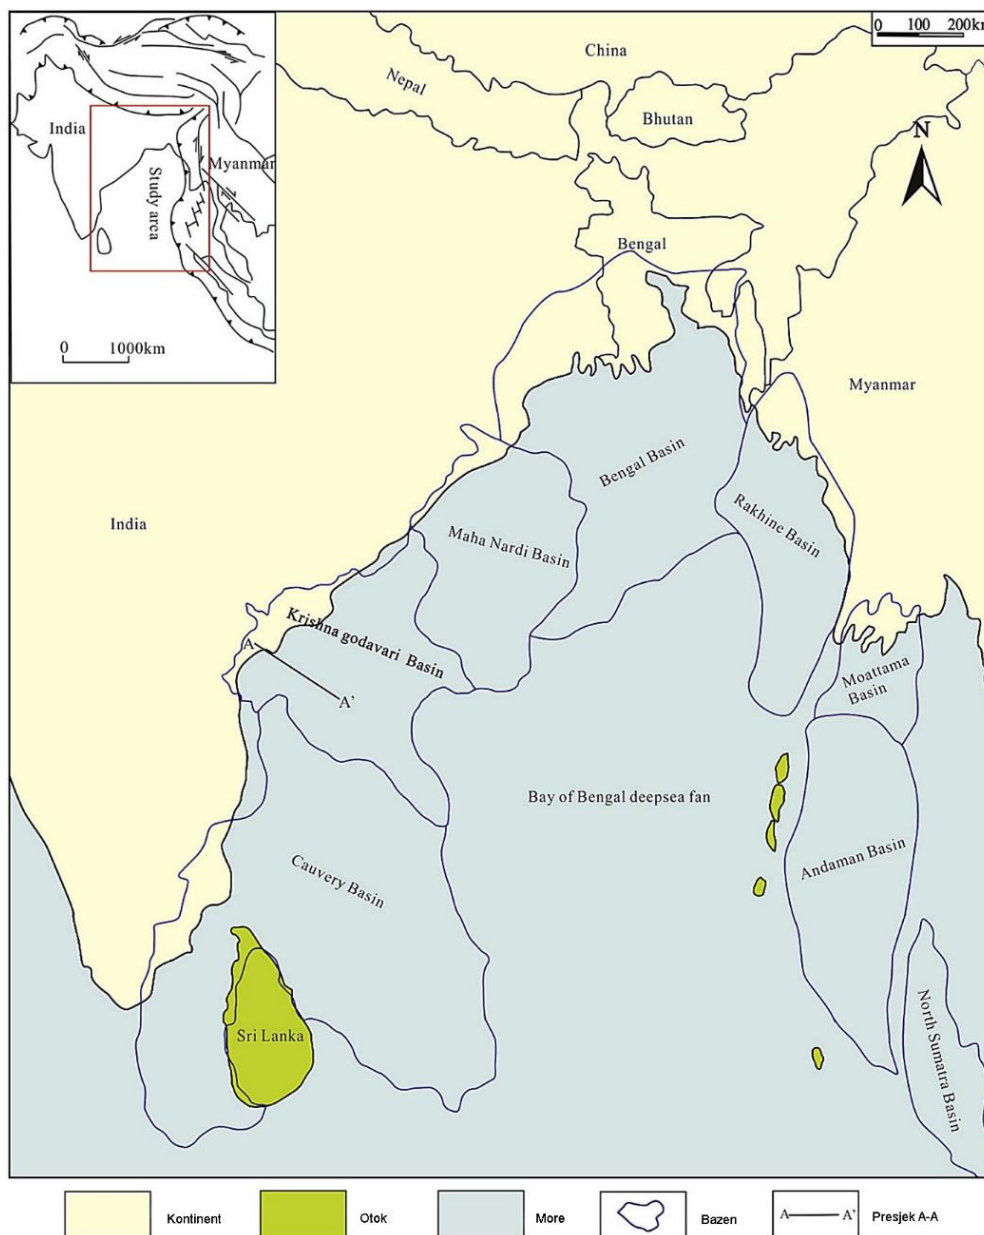 0 100 200km
China
Nepal
Bhutan
India
Myanmar
Study area
0 1000km
N
Bengal
Myanmar
Bengal Basin
Rakhine Basin
India
Maha Nardi Basin
Krishna godavari Basin
A
A'
Moattama
Basin
Bay of Bengal deepsea fan
Andaman Basin
Cauvery Basin
Sri Lanka
North Sumatra Basin
Kontinent
Otok
More
Bazen
A A'
Presjek A-A